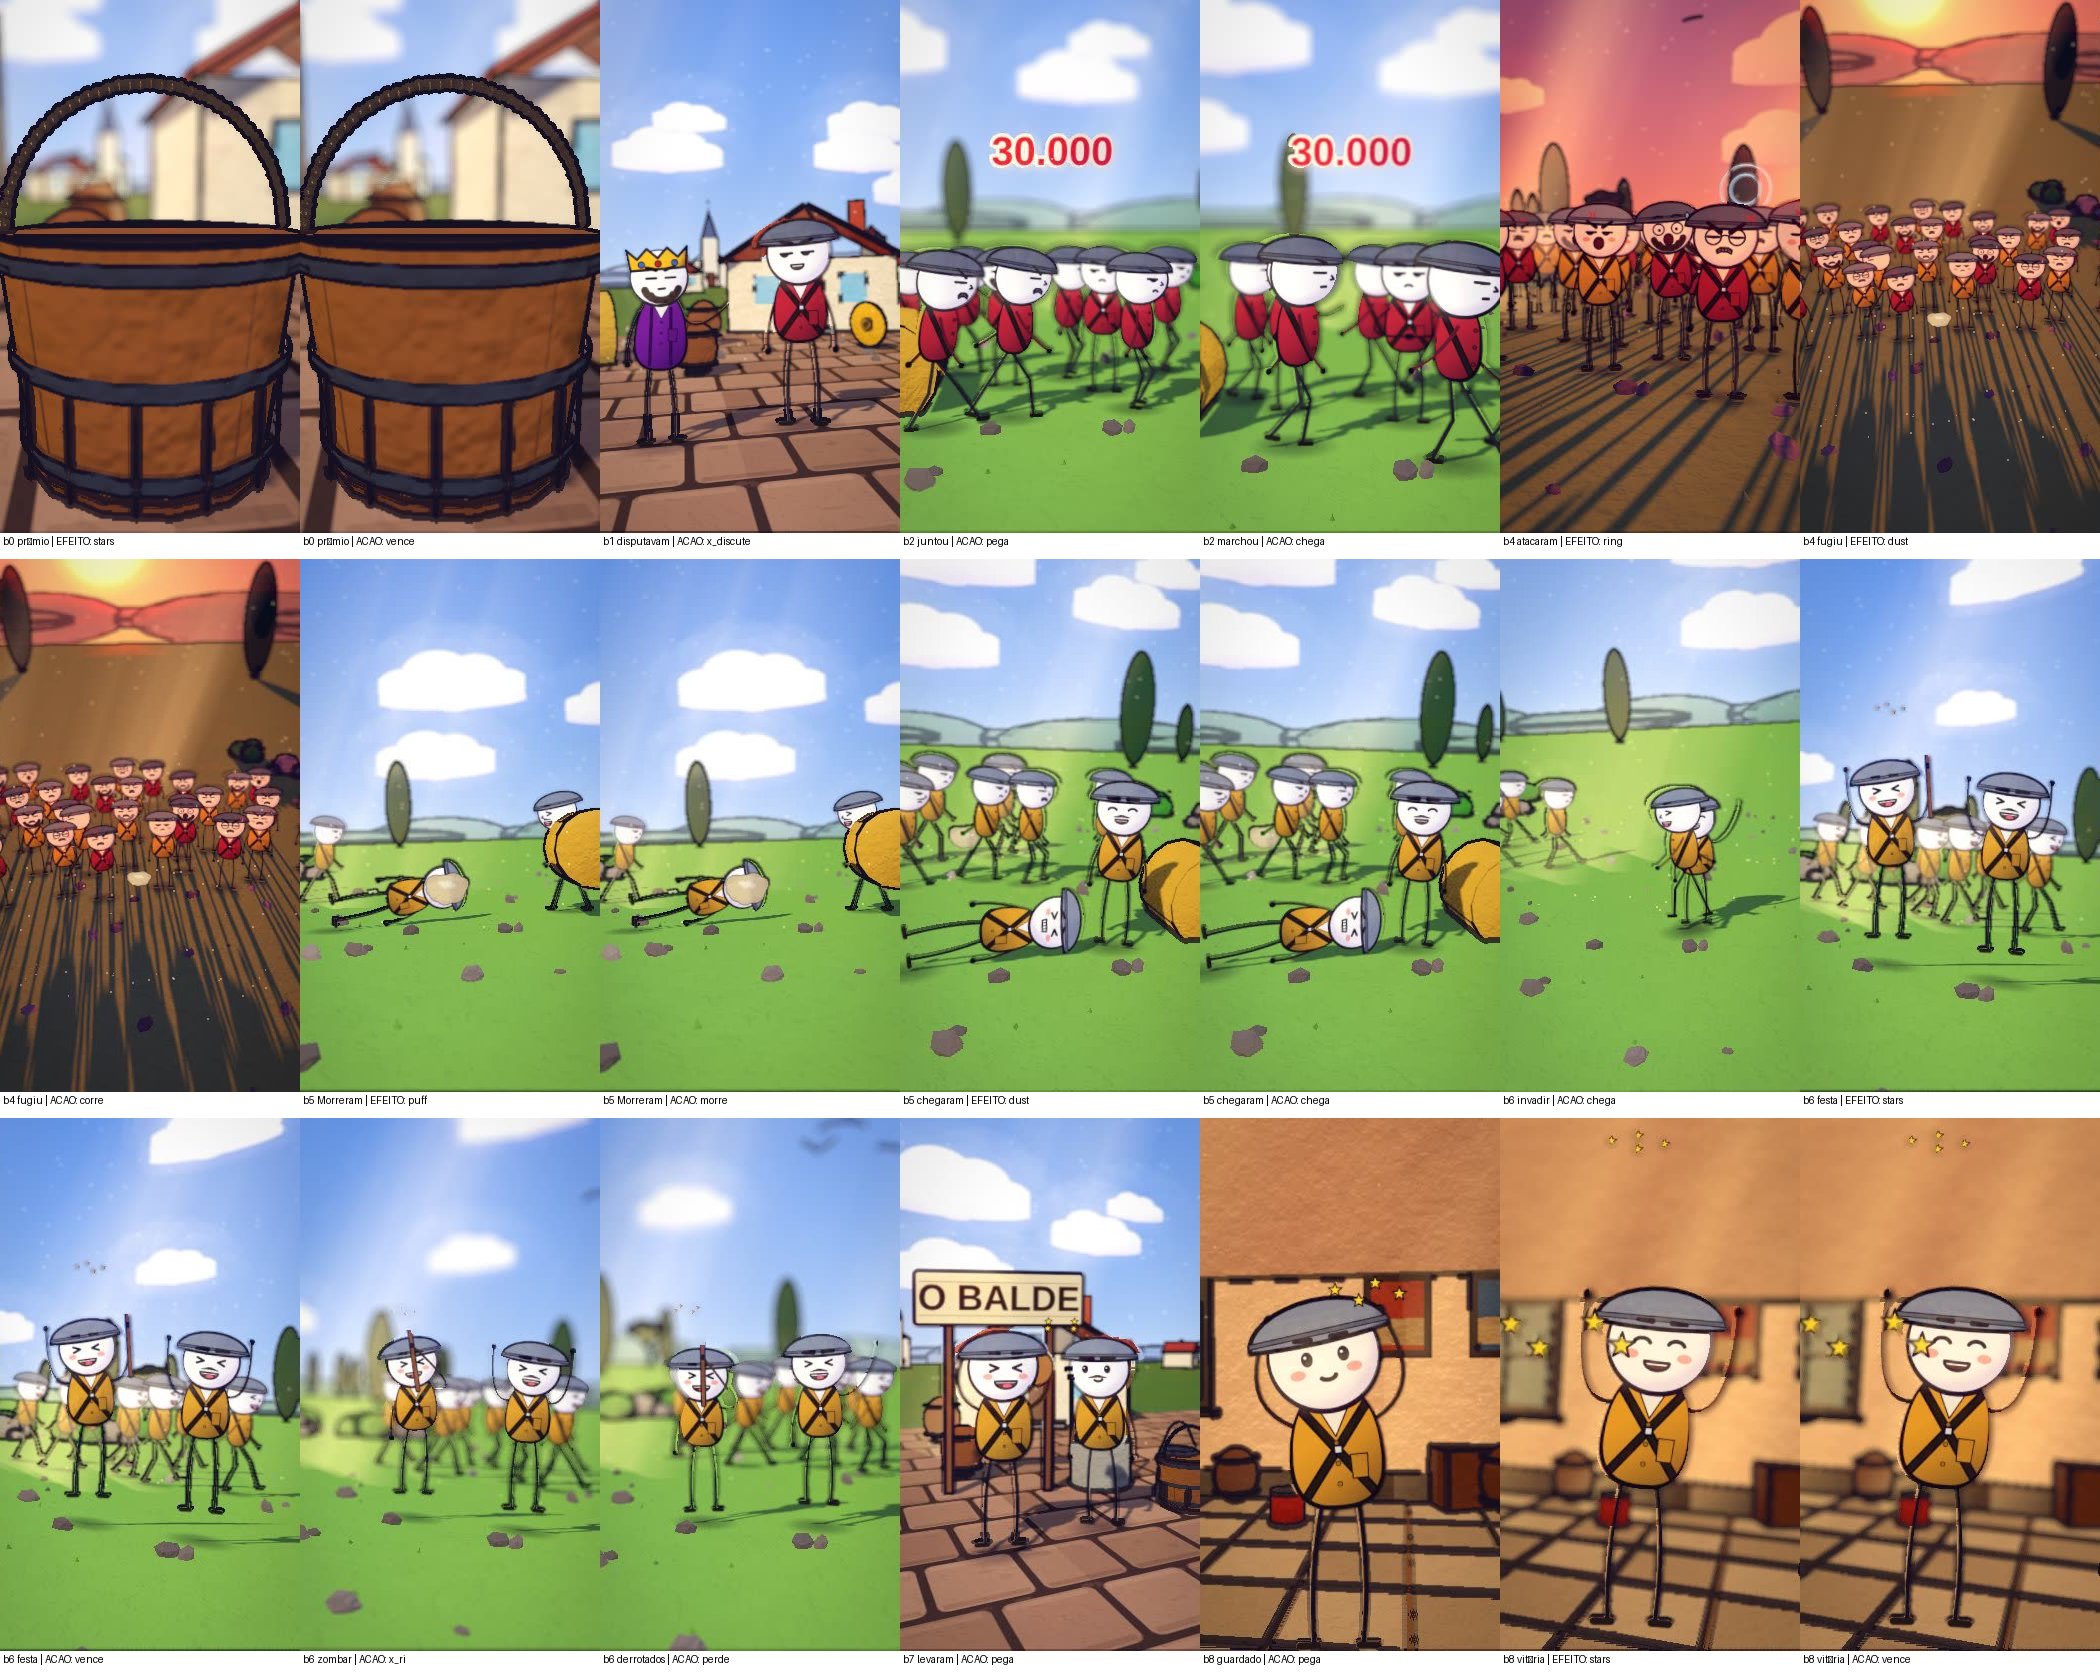 30.000
30.000
b0 pr□mio | EFEITO: stars
b0 pr□mio | ACAO: vence
b1 disputavam | ACAO: x_discute
b2 juntou | ACAO: pega
b2 marchou | ACAO: chega
b4 atacaram | EFEITO: ring
b4 fugiu | EFEITO: dust
b4 fugiu | ACAO: corre
b5 Morreram | EFEITO: puff
b5 Morreram | ACAO: morre
b5 chegaram | EFEITO: dust
b5 chegaram | ACAO: chega
b6 invadir | ACAO: chega
b6 festa | EFEITO: stars
O BALDE
b6 festa | ACAO: vence
b6 zombar | ACAO: x_ri
b6 derrotados | ACAO: perde
b7 levaram | ACAO: pega
b8 guardado | ACAO: pega
b8 vit□ria | EFEITO: stars
b8 vit□ria | ACAO: vence